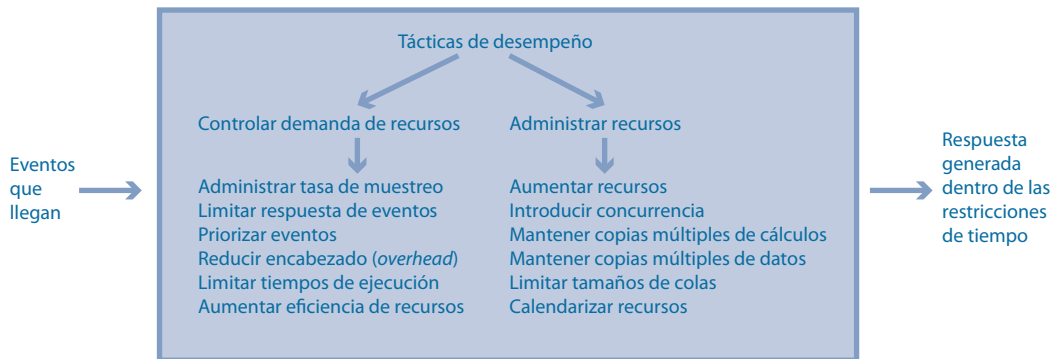 Tácticas de desempeño
Controlar demanda de recursos
Administrar recursos
Eventos
que
llegan
Administrar tasa de muestreo
Limitar respuesta de eventos
Priorizar eventos
Reducir encabezado (overhead)
Limitar tiempos de ejecución
Aumentar eficiencia de recursos
Aumentar recursos
Introducir concurrencia
Mantener copias múltiples de cálculos
Mantener copias múltiples de datos
Limitar tamaños de colas
Calendarizar recursos
Respuesta
generada
dentro de las
restricciones
de tiempo